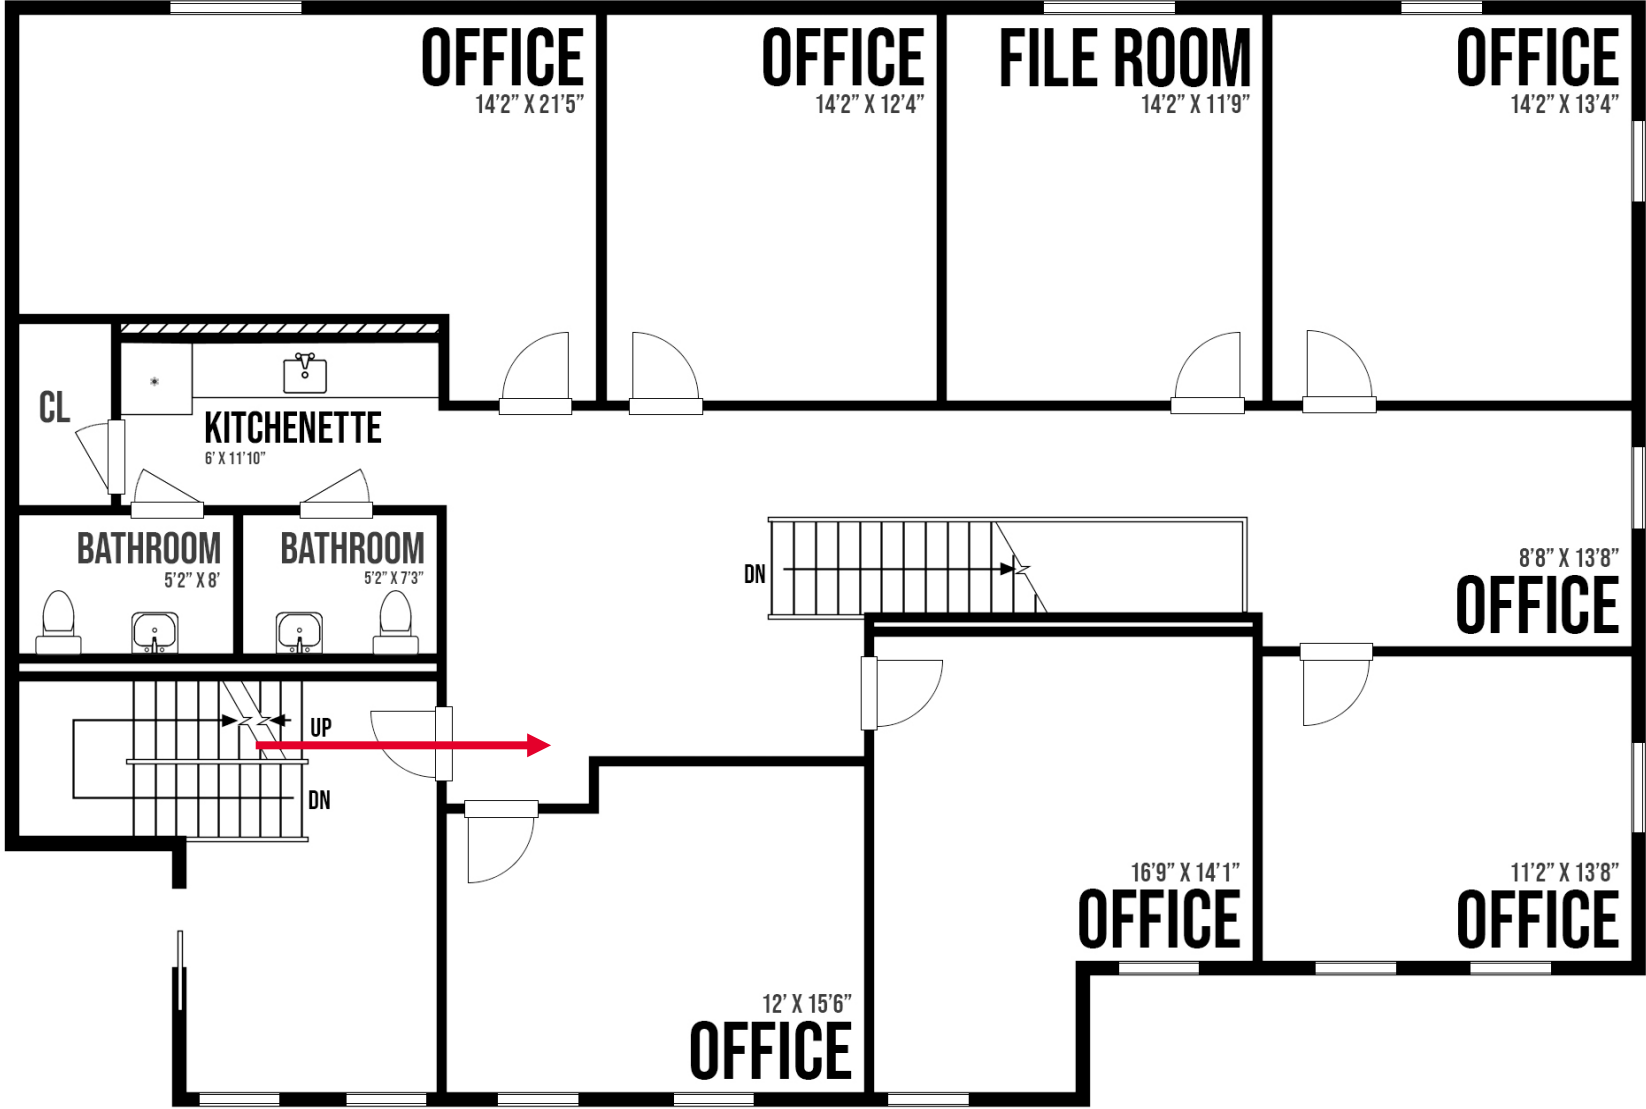 OFFICE
14'2" X 21'5"
OFFICE
14'2" X 12'4"
FILE ROOM
14'2" X 11'9"
OFFICE
14'2" X 13'4"
CL
KITCHENETTE
6' X 11'10"
BATHROOM
5'2" X 8'
BATHROOM
5'2" X 7'3"
DN
8'8" X 13'8"
OFFICE
UP
DN
16'9" X 14'1"
OFFICE
11'2" X 13'8"
OFFICE
12' X 15'6"
OFFICE